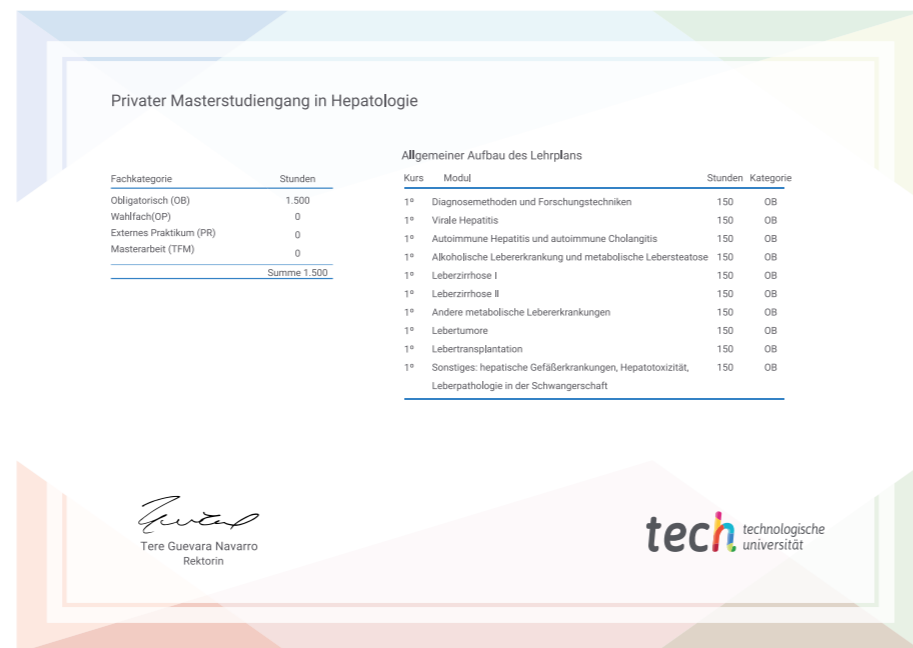 Privater Masterstudiengang in Hepatologie
Fachkategorie Stunden
Obligatorisch (OB) 1.500
Wahlfach(OP) 0
Externes Praktikum (PR) 0
Masterarbeit (TFM) 0
Summe 1.500
Allgemeiner Aufbau des Lehrplans
Kurs Modul Stunden Kategorie
1º Diagnosemethoden und Forschungstechniken 150 OB
1º Virale Hepatitis 150 OB
1º Autoimmune Hepatitis und autoimmune Cholangitis 150 OB
1º Alkoholische Lebererkrankung und metabolische Lebersteatose 150 OB
1º Leberzirrhose I 150 OB
1º Leberzirrhose II 150 OB
1º Andere metabolische Lebererkrankungen 150 OB
1º Lebertumore 150 OB
1º Lebertransplantation 150 OB
1º Sonstiges: hepatische Gefäßerkrankungen, Hepatotoxizität, 150 OB
Leberpathologie in der Schwangerschaft
Tere Guevara Navarro
Rektorin
tech technologische
universität